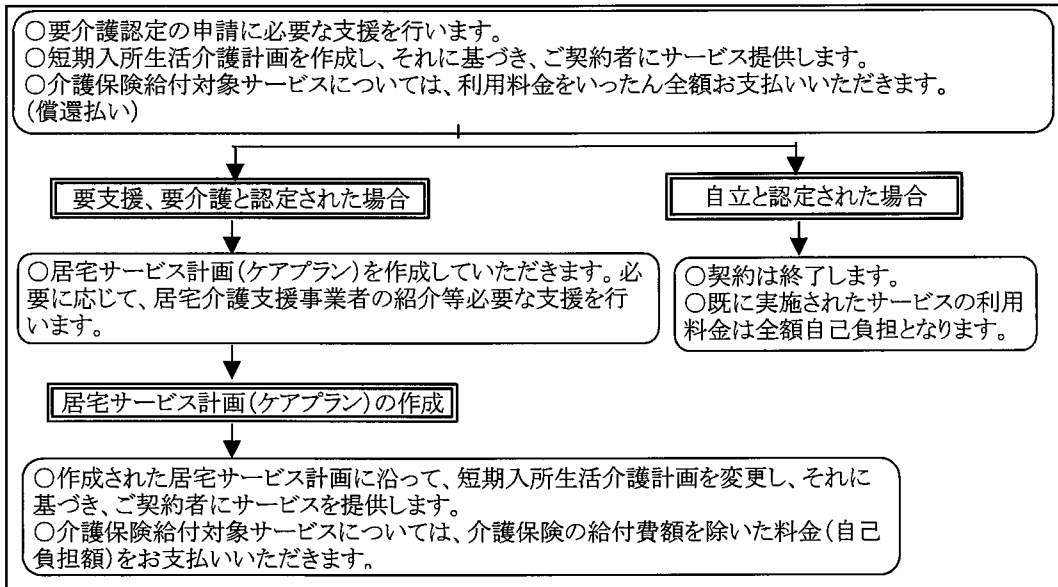 ○要介護認定の申請に必要な支援を行います。
○短期入所生活介護計画を作成し、それに基づき、ご契約者にサービス提供します。
○介護保険給付対象サービスについては、利用料金をいったん全額お支払いいただきます。
(償還払い)
要支援、要介護と認定された場合
自立と認定された場合
○居宅サービス計画(ケアプラン)を作成していただきます。必
要に応じて、居宅介護支援事業者の紹介等必要な支援を行
います。
○契約は終了します。
○既に実施されたサービスの利用
料金は全額自己負担となります。
居宅サービス計画(ケアプラン)の作成
○作成された居宅サービス計画に沿って、短期入所生活介護計画を変更し、それに
基づき、ご契約者にサービスを提供します。
○介護保険給付対象サービスについては、介護保険の給付費額を除いた料金(自己
負担額)をお支払いいただきます。